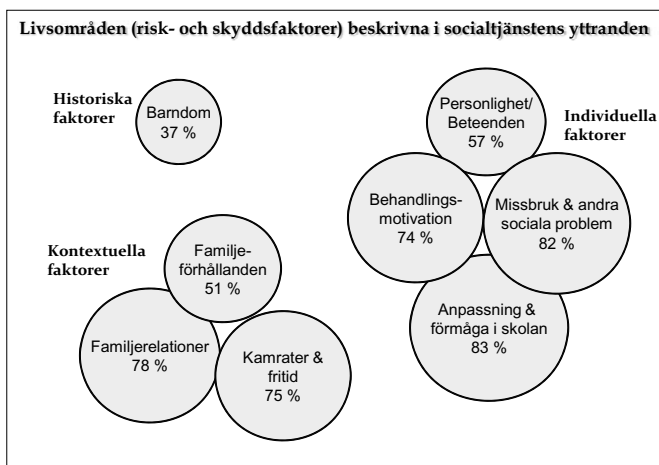 Livsområden (risk- och skyddsfaktorer) beskrivna i socialtjänstens yttranden
Historiska
faktorer
Barndom
37 %
Personlighet/
Beteenden
57 %
Individuella
faktorer
Behandlings-
motivation
74 %
Missbruk & andra
sociala problem
82 %
Anpassning &
förmåga i skolan
83 %
Kontextuella
faktorer
Familje-
förhållanden
51 %
Familjerelationer
78 %
Kamrater &
fritid
75 %